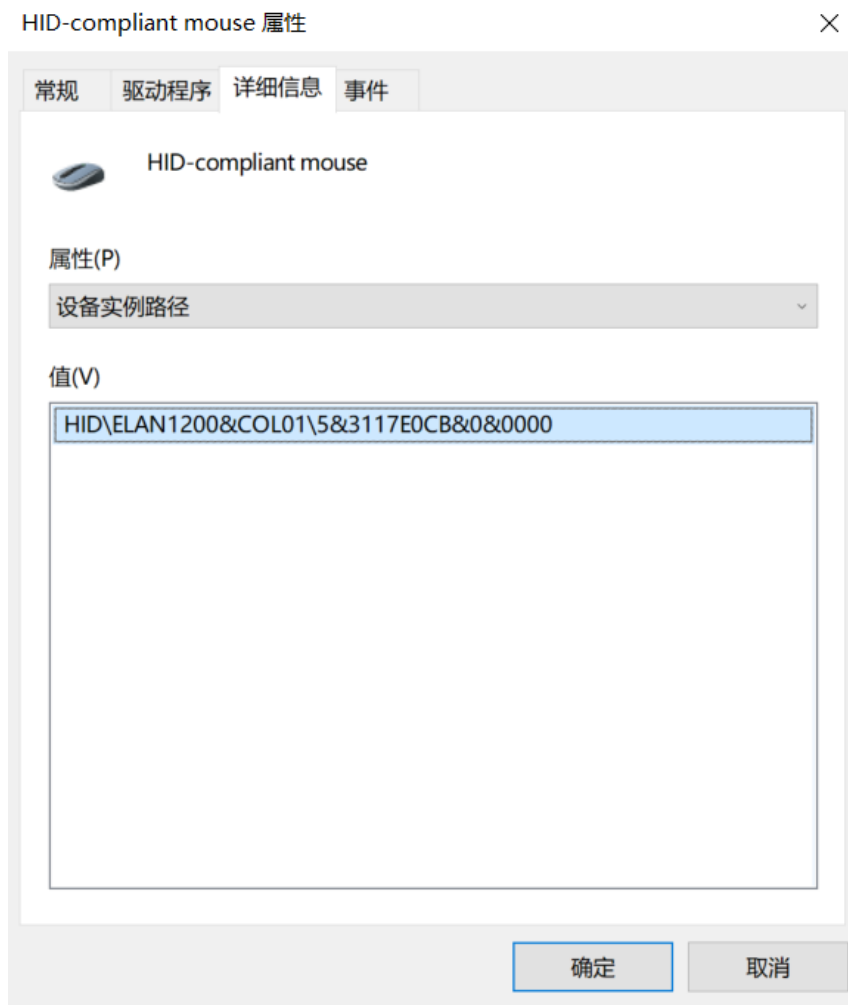 HID-compliant mouse 属性
常规 驱动程序 详细信息 事件
HID-compliant mouse
属性(P)
设备实例路径
值(V)
HID\ELAN1200&COL01\5&3117E0CB&0&0000
确定 取消